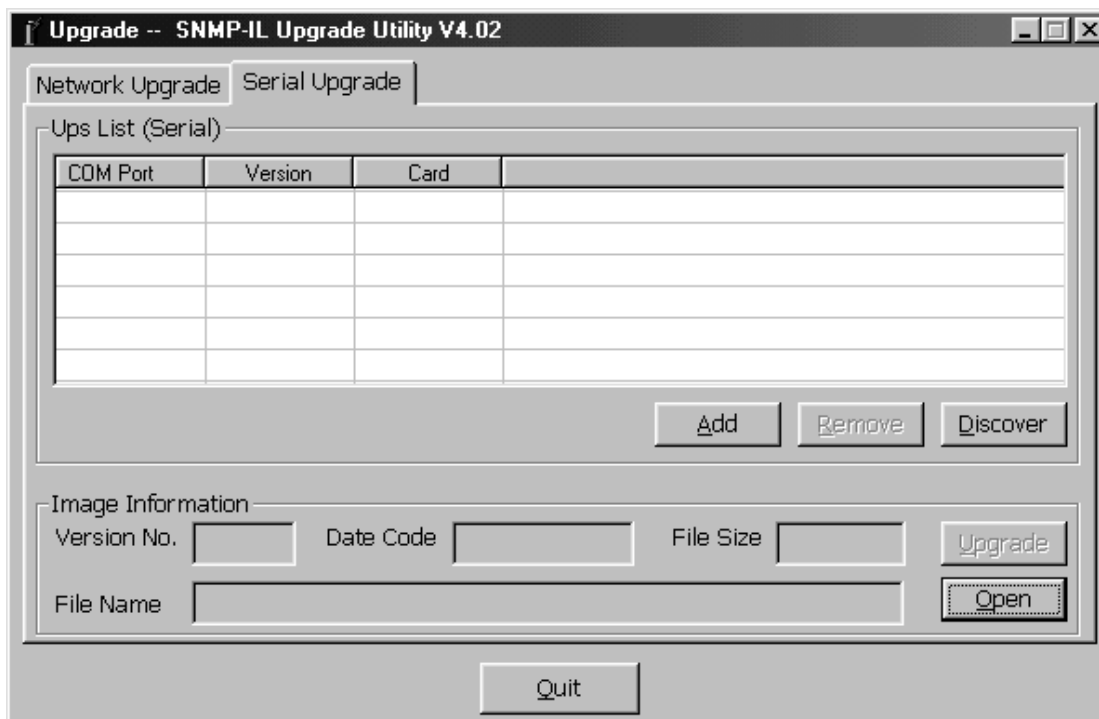 Upgrade -- SNMP-IL Upgrade Utility V4.02
Network Upgrade Serial Upgrade
Ups List (Serial)
COM Port Version Card
Add Remove Discover
Image Information
Version No. Date Code File Size Upgrade
File Name Open
Quit